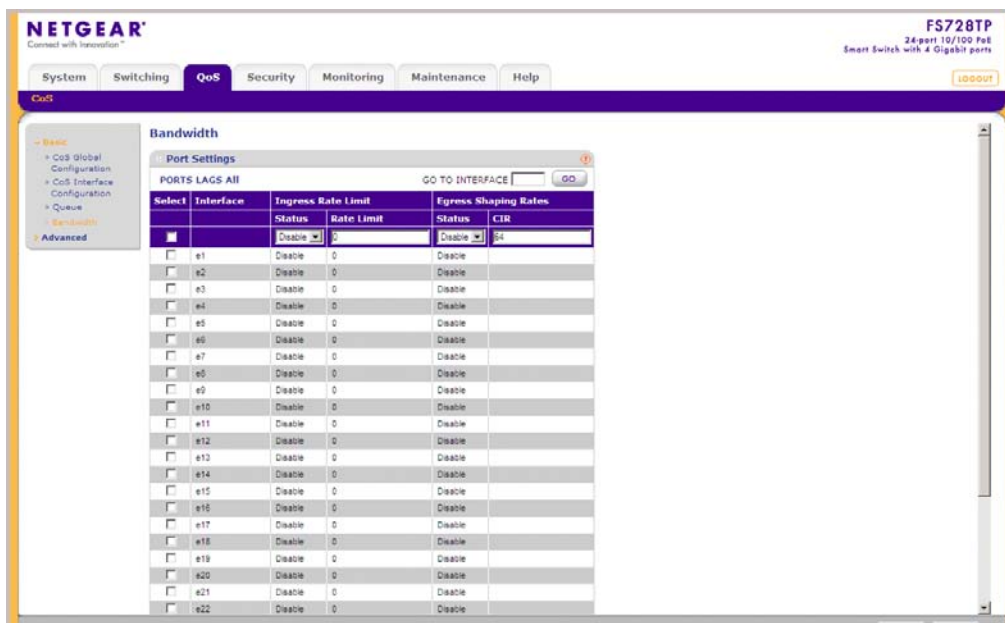 NETGEAR
Connect with Innovation™
FS728TP
24-port 10/100 PoE
Smart Switch with 4 Gigabit ports
System Switching QoS Security Monitoring Maintenance Help
LOGOUT
CoS
Basic
CoS Global Configuration
CoS Interface Configuration
Queue
Bandwidth
Advanced
Bandwidth
Port Settings
PORTS LAGS All GO TO INTERFACE GO
Select Interface Ingress Rate Limit Egress Shaping Rates
Status Rate Limit Status CIR
Disable 0 Disable 64
e1 Disable 0 Disable
e2 Disable 0 Disable
e3 Disable 0 Disable
e4 Disable 0 Disable
e5 Disable 0 Disable
e6 Disable 0 Disable
e7 Disable 0 Disable
e8 Disable 0 Disable
e9 Disable 0 Disable
e10 Disable 0 Disable
e11 Disable 0 Disable
e12 Disable 0 Disable
e13 Disable 0 Disable
e14 Disable 0 Disable
e15 Disable 0 Disable
e16 Disable 0 Disable
e17 Disable 0 Disable
e18 Disable 0 Disable
e19 Disable 0 Disable
e20 Disable 0 Disable
e21 Disable 0 Disable
e22 Disable 0 Disable